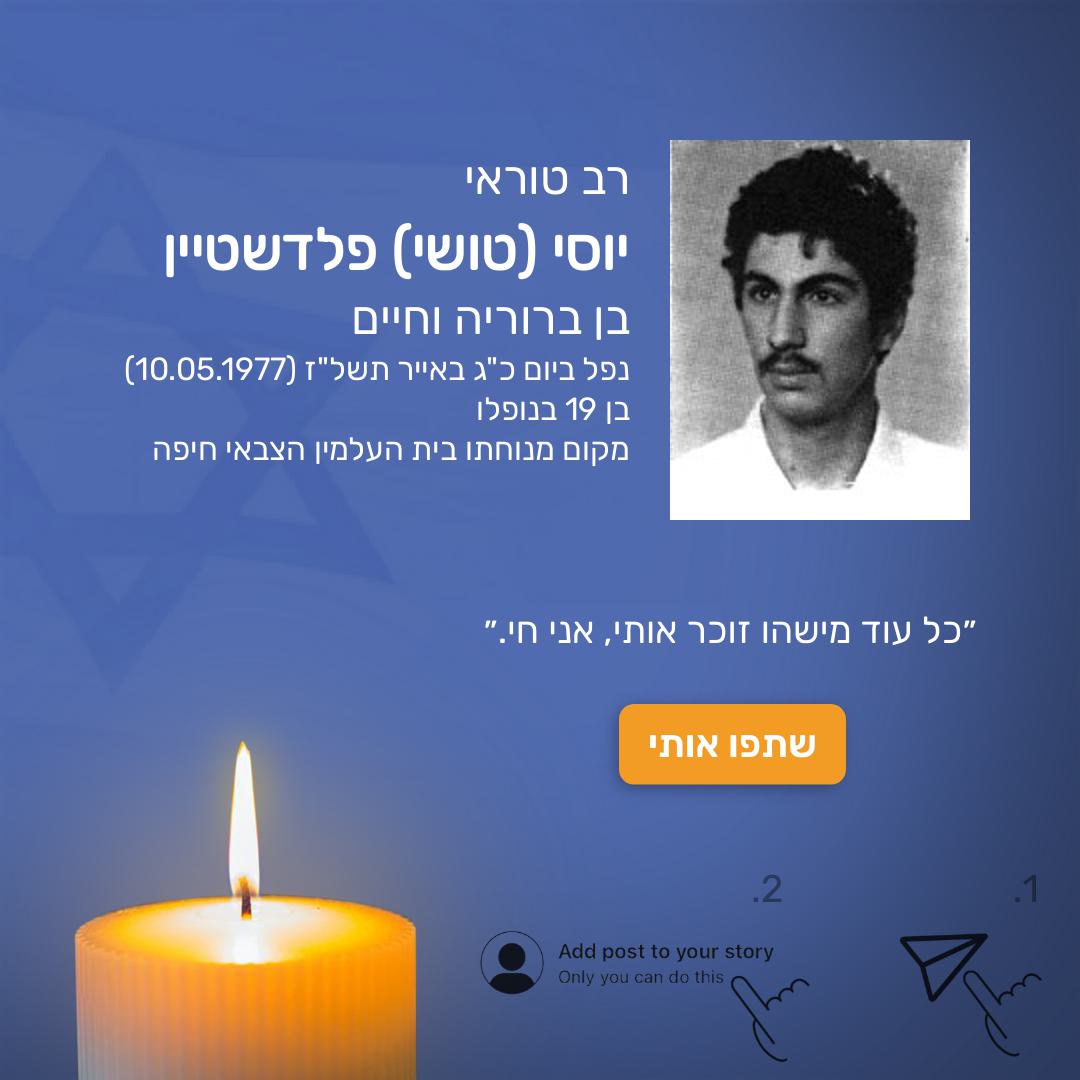 רב טוראי
יוסי (טושי) פלדשטיין
בן ברוריה וחיים
נפל ביום כ"ג באייר תשל"ז (10.05.1977)
בן 19 בנופלו
מקום מנוחתו בית העלמין הצבאי חיפה
״כל עוד מישהו זוכר אותי, אני חי.״
שתפו אותי
1.
2.
Add post to your story
Only you can do this